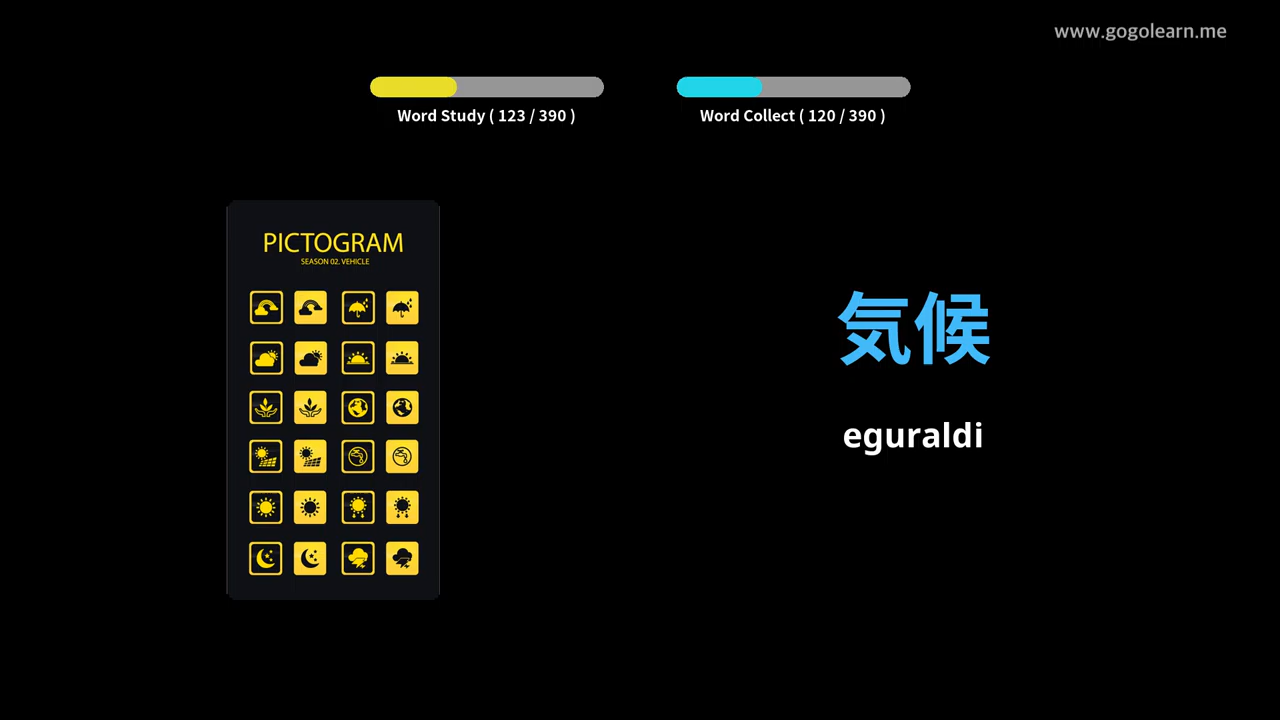 www.gogolearn.me
Word Study ( 123 / 390 )
Word Collect ( 120 / 390 )
PICTOGRAM
SEASON 02. VEHICLE
気候
eguraldi